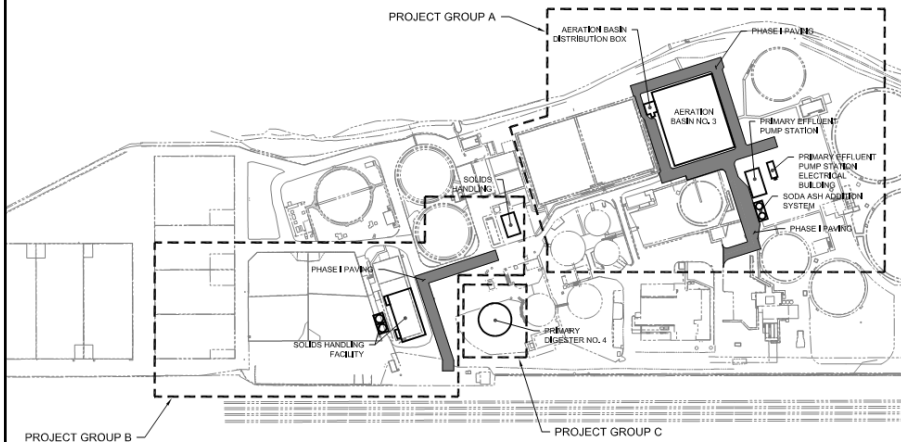 PROJECT GROUP A
AERATION BASIN
DISTRIBUTION BOX
PHASE I PAVING
AERATION
BASIN NO. 3
PRIMARY EFFLUENT
PUMP STATION
PRIMARY EFFLUENT
PUMP STATION
ELECTRICAL
BUILDING
SODA ASH ADDITION
SYSTEM
PHASE I PAVING
SOLIDS
HANDLING
PHASE I PAVING
SOLIDS HANDLING
FACILITY
PRIMARY
DIGESTER NO. 4
PROJECT GROUP B
PROJECT GROUP C